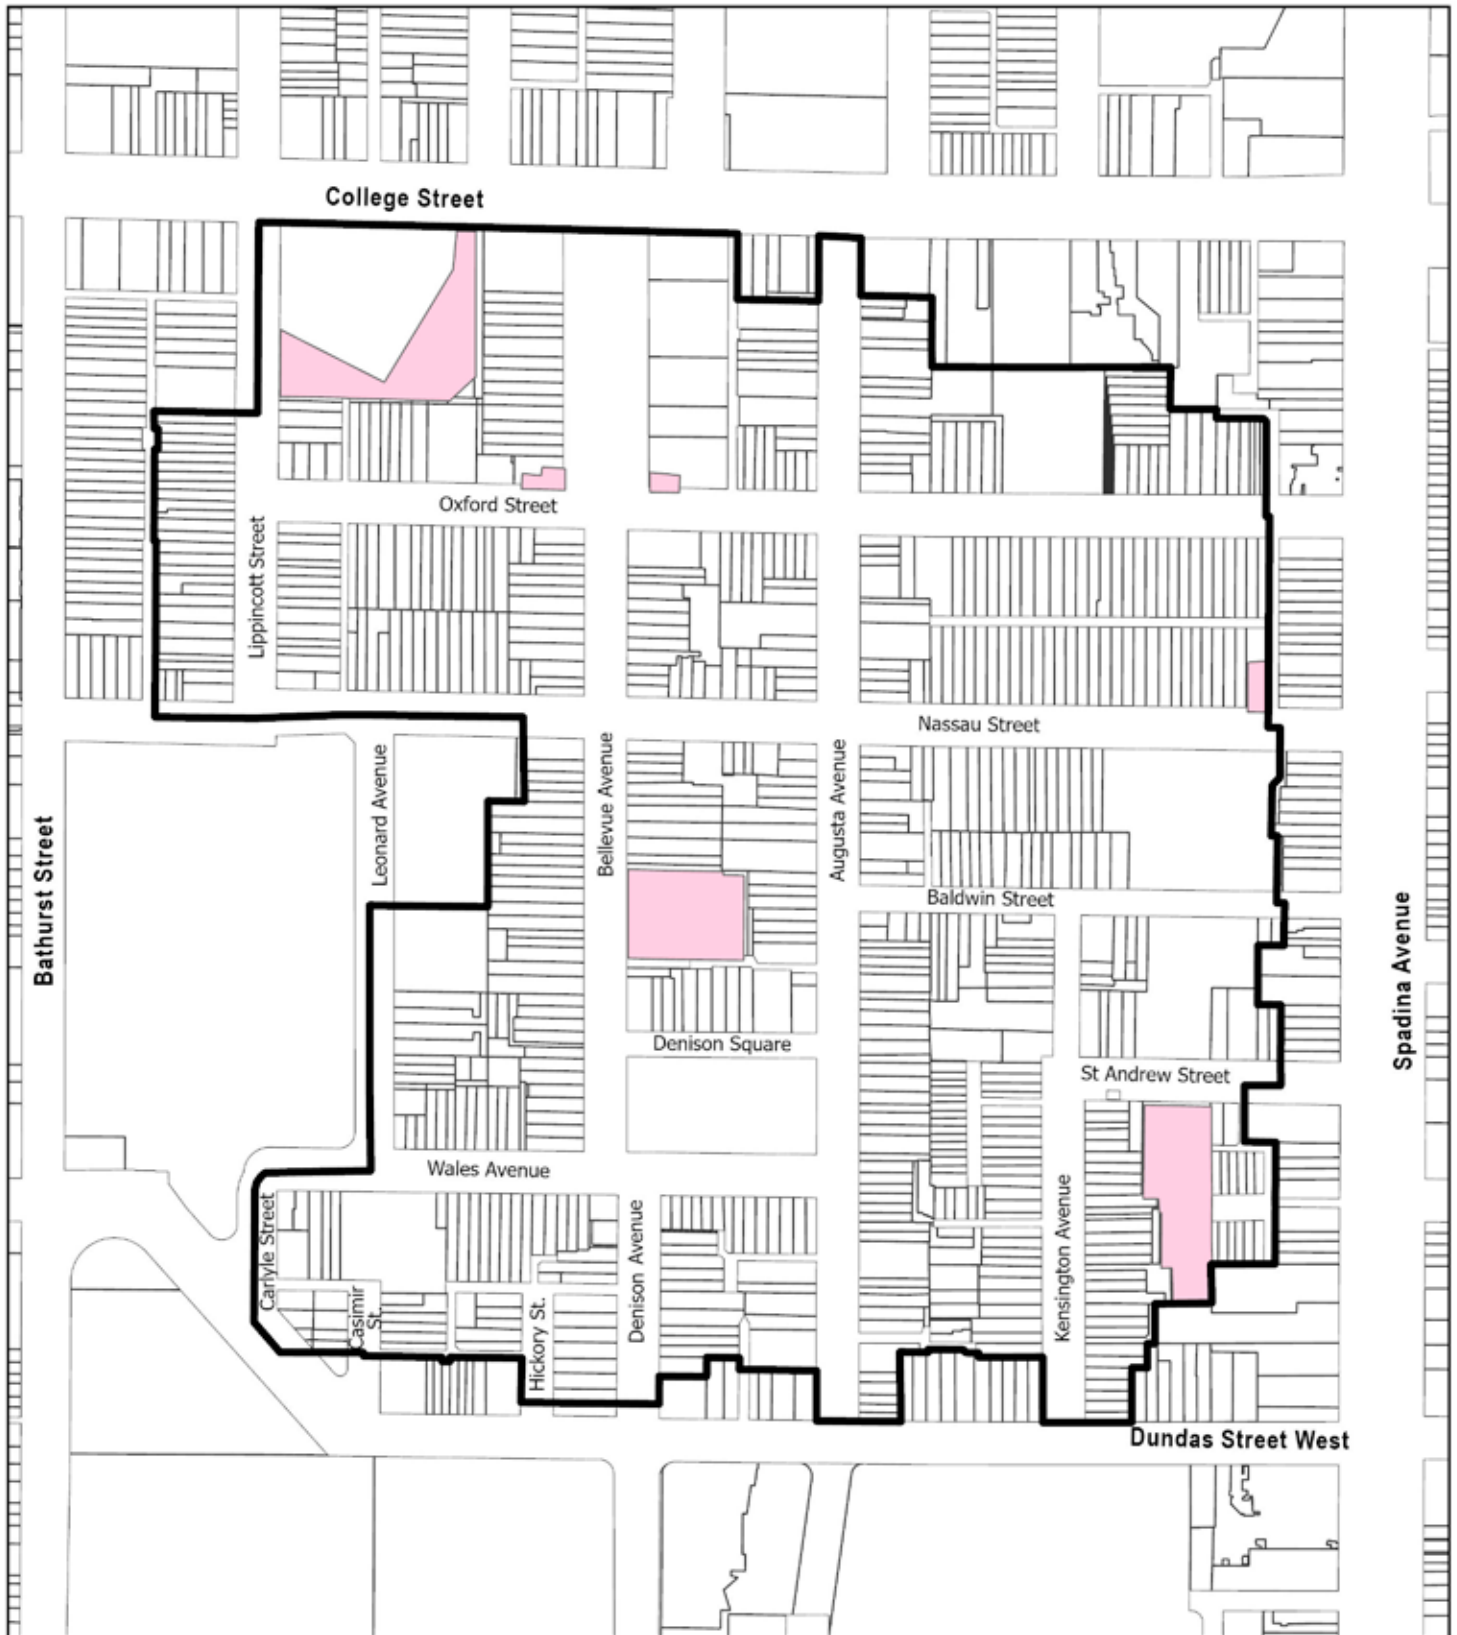 College Street
Oxford Street
Lippincott Street
Nassau Street
Leonard Avenue
Bellevue Avenue
Augusta Avenue
Bathurst Street
Baldwin Street
Spadina Avenue
Denison Square
St Andrew Street
Wales Avenue
Carlyle Street
Casimir
St.
Hickory St.
Denison Avenue
Kensington Avenue
Dundas Street West